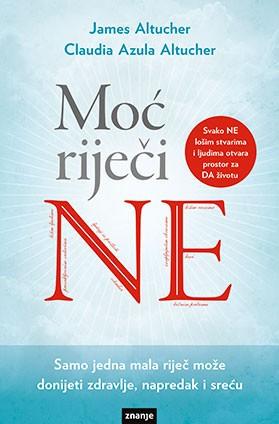 James Altucher
Claudia Azula Altucher
Moć
riječi
NE
Svako NE
lošim stvarima
i ljudima otvara
prostor za
DA životu
Samo jedna mala riječ može
donijeti zdravlje, napredak i sreću
znanje